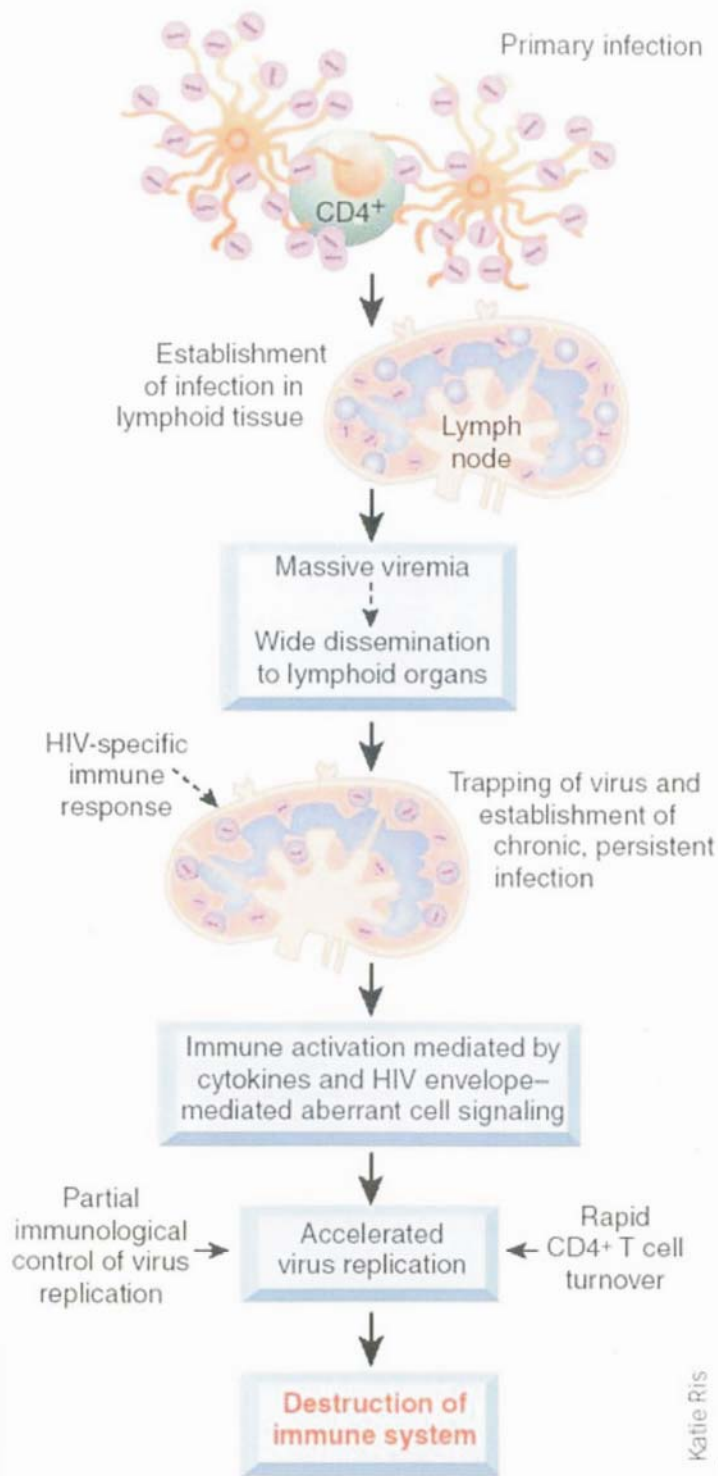 Primary infection
CD4+
Establishment
of infection in
lymphoid tissue
Lymph
node
Massive viremia
Wide dissemination
to lymphoid organs
HIV-specific
immune
response
Trapping of virus and
establishment of
chronic, persistent
infection
Immune activation mediated by
cytokines and HIV envelope–
mediated aberrant cell signaling
Partial
immunological
control of virus
replication
Accelerated
virus replication
Rapid
CD4+ T cell
turnover
Destruction of
immune system
Katie Ris